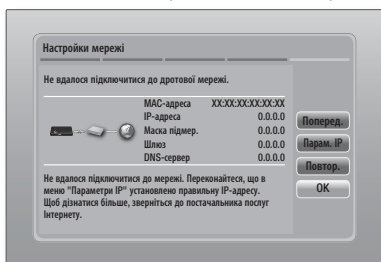 Настройки мережі
Не вдалося підключитися до дротової мережі.
МАС-адреса XX:XX:XX:XX:XX:XX
IP-адреса 0.0.0.0
Маска підмер. 0.0.0.0
Шлюз 0.0.0.0
DNS-сервер 0.0.0.0
Не вдалося підключитися до мережі. Переконайтеся, що в
меню "Параметри IP" установлено правильну IP-адресу.
Щоб дізнатися більше, зверніться до постачальника послуг
Інтернету.
Поперед.
Парам. IP
Повтор.
OK